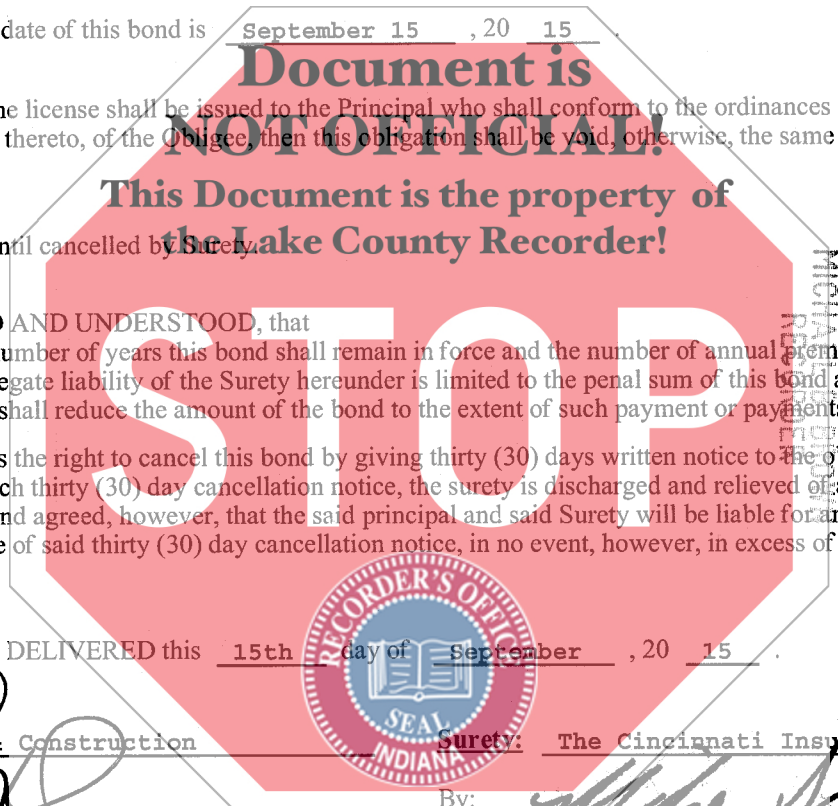 date of this bond is September 15 , 20 15 .
Document is
license shall be issued to the Principal who shall conform to the ordinances
thereto, of the Obligee, then this obligation shall be void, otherwise, the same
NOT OFFICIAL!
This Document is the property of
cancelled by Surety.
the Lake County Recorder!
AND UNDERSTOOD, that
of years this bond shall remain in force and the number of annual
liability of the Surety hereunder is limited to the penal sum of this bond
shall reduce the amount of the bond to the extent of such payment or
the right to cancel this bond by giving thirty (30) days written notice to the
thirty (30) day cancellation notice, the surety is discharged and relieved of
agreed, however, that the said principal and said Surety will be liable for
of said thirty (30) day cancellation notice, in no event, however, in excess of
STOP
RECORDER'S OFFICE
SEAL
INDIANA
DELIVERED this 15th day of September , 20 15 .
Construction Surety: The Cincinnati
By: